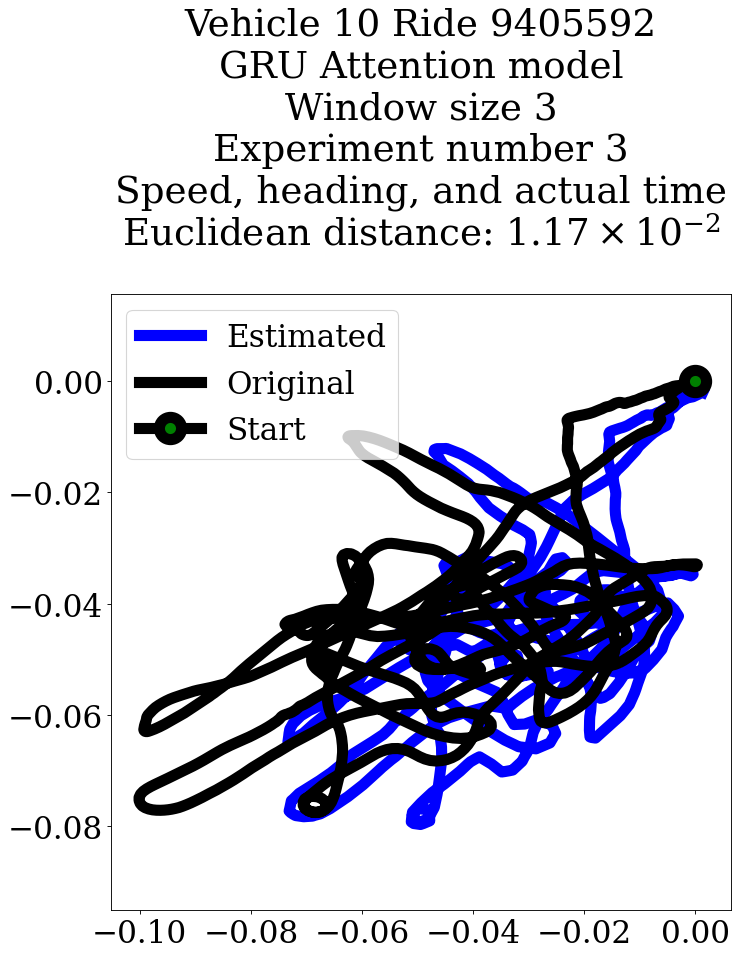 Vehicle 10 Ride 9405592
GRU Attention model
Window size 3
Experiment number 3
Speed, heading, and actual time
Euclidean distance: 1.17 × 10⁻²
Estimated
Original
Start
0.00
−0.02
−0.04
−0.06
−0.08
−0.10 −0.08 −0.06 −0.04 −0.02 0.00